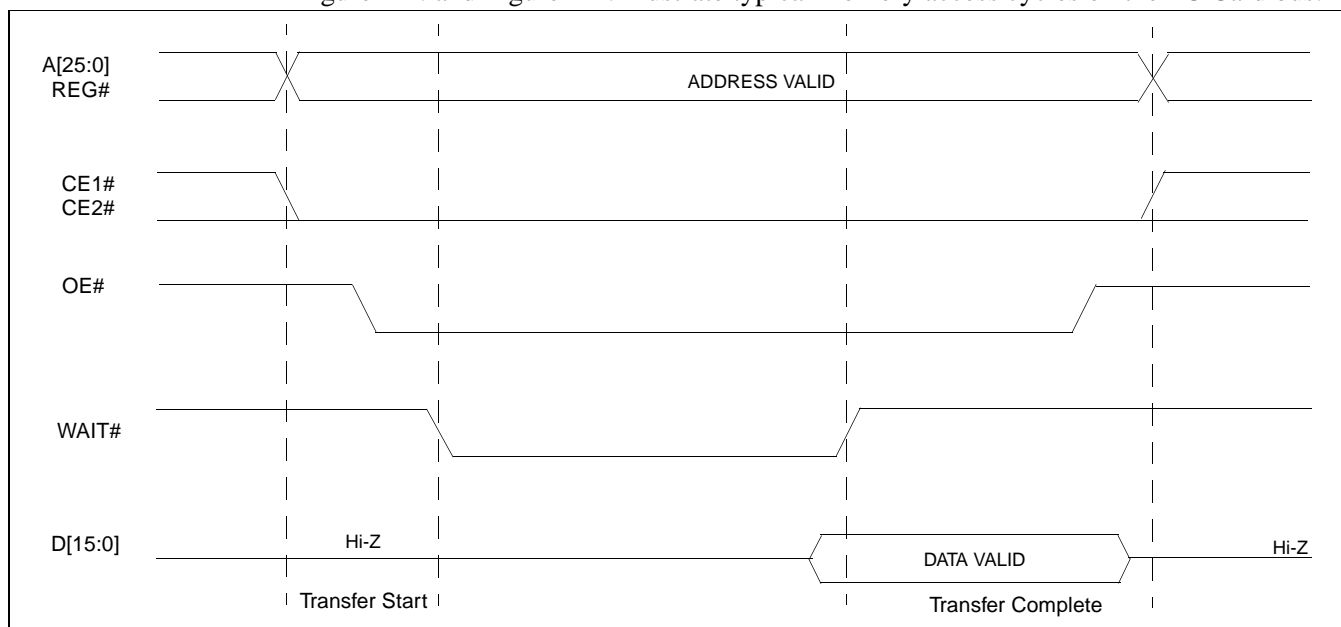 A[25:0]
REG#
ADDRESS VALID
CE1#
CE2#
OE#
WAIT#
D[15:0]
Hi-Z
DATA VALID
Hi-Z
Transfer Start
Transfer Complete